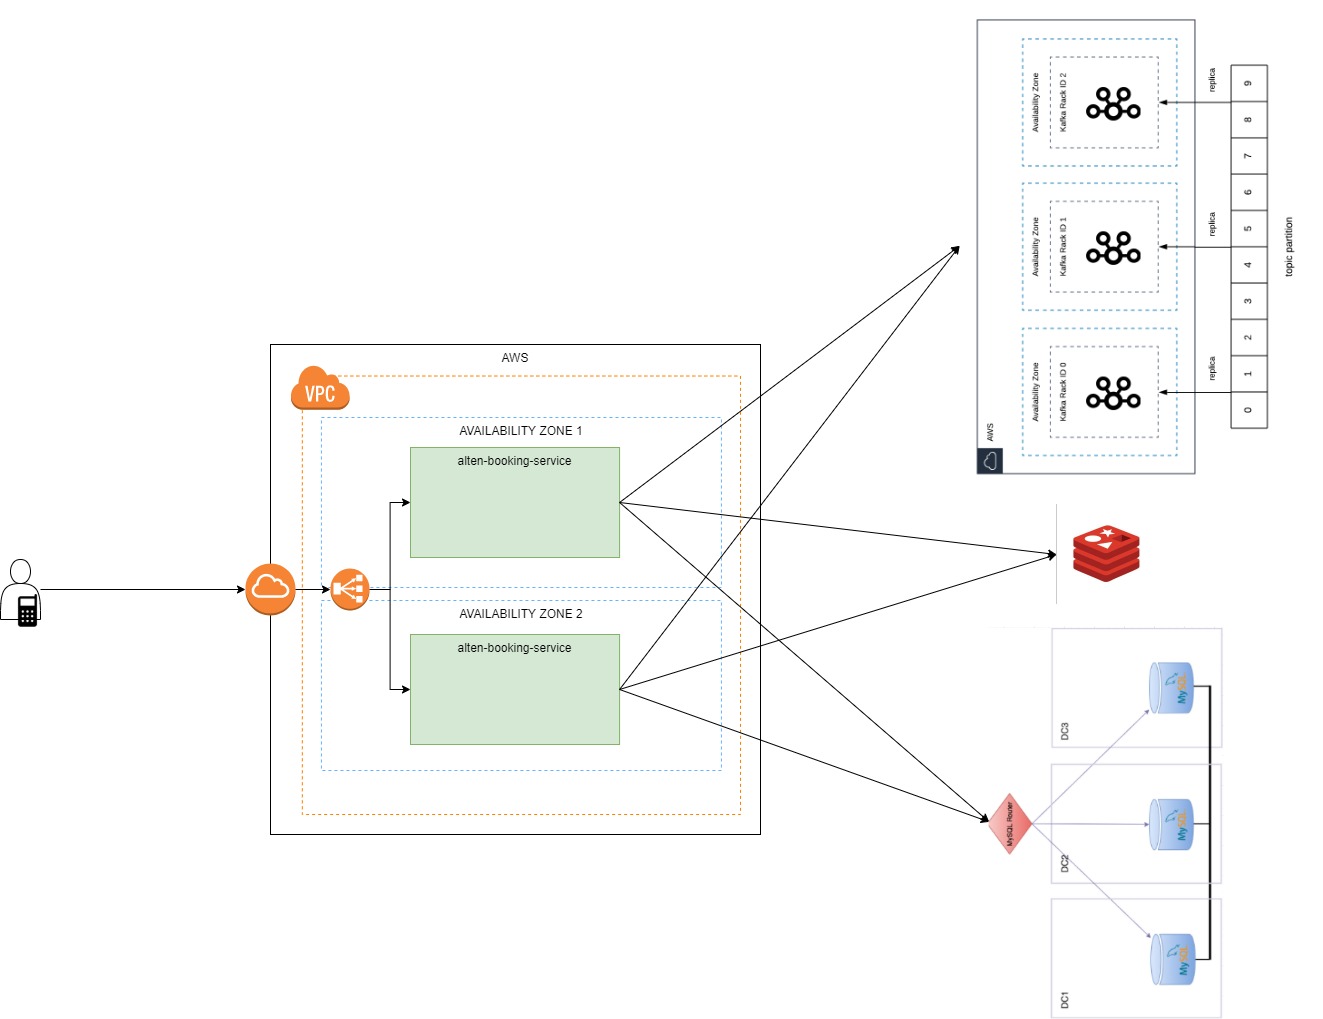 AWS
VPC
AVAILABILITY ZONE 1
alten-booking-service
AVAILABILITY ZONE 2
alten-booking-service
AWS
Availability Zone
Kafka Rack ID 2
replica
Availability Zone
Kafka Rack ID 1
replica
Availability Zone
Kafka Rack ID 0
replica
9
8
7
6
5
4
3
2
1
0
topic partition
MySQL Router
DC3
MySQL
DC2
MySQL
DC1
MySQL